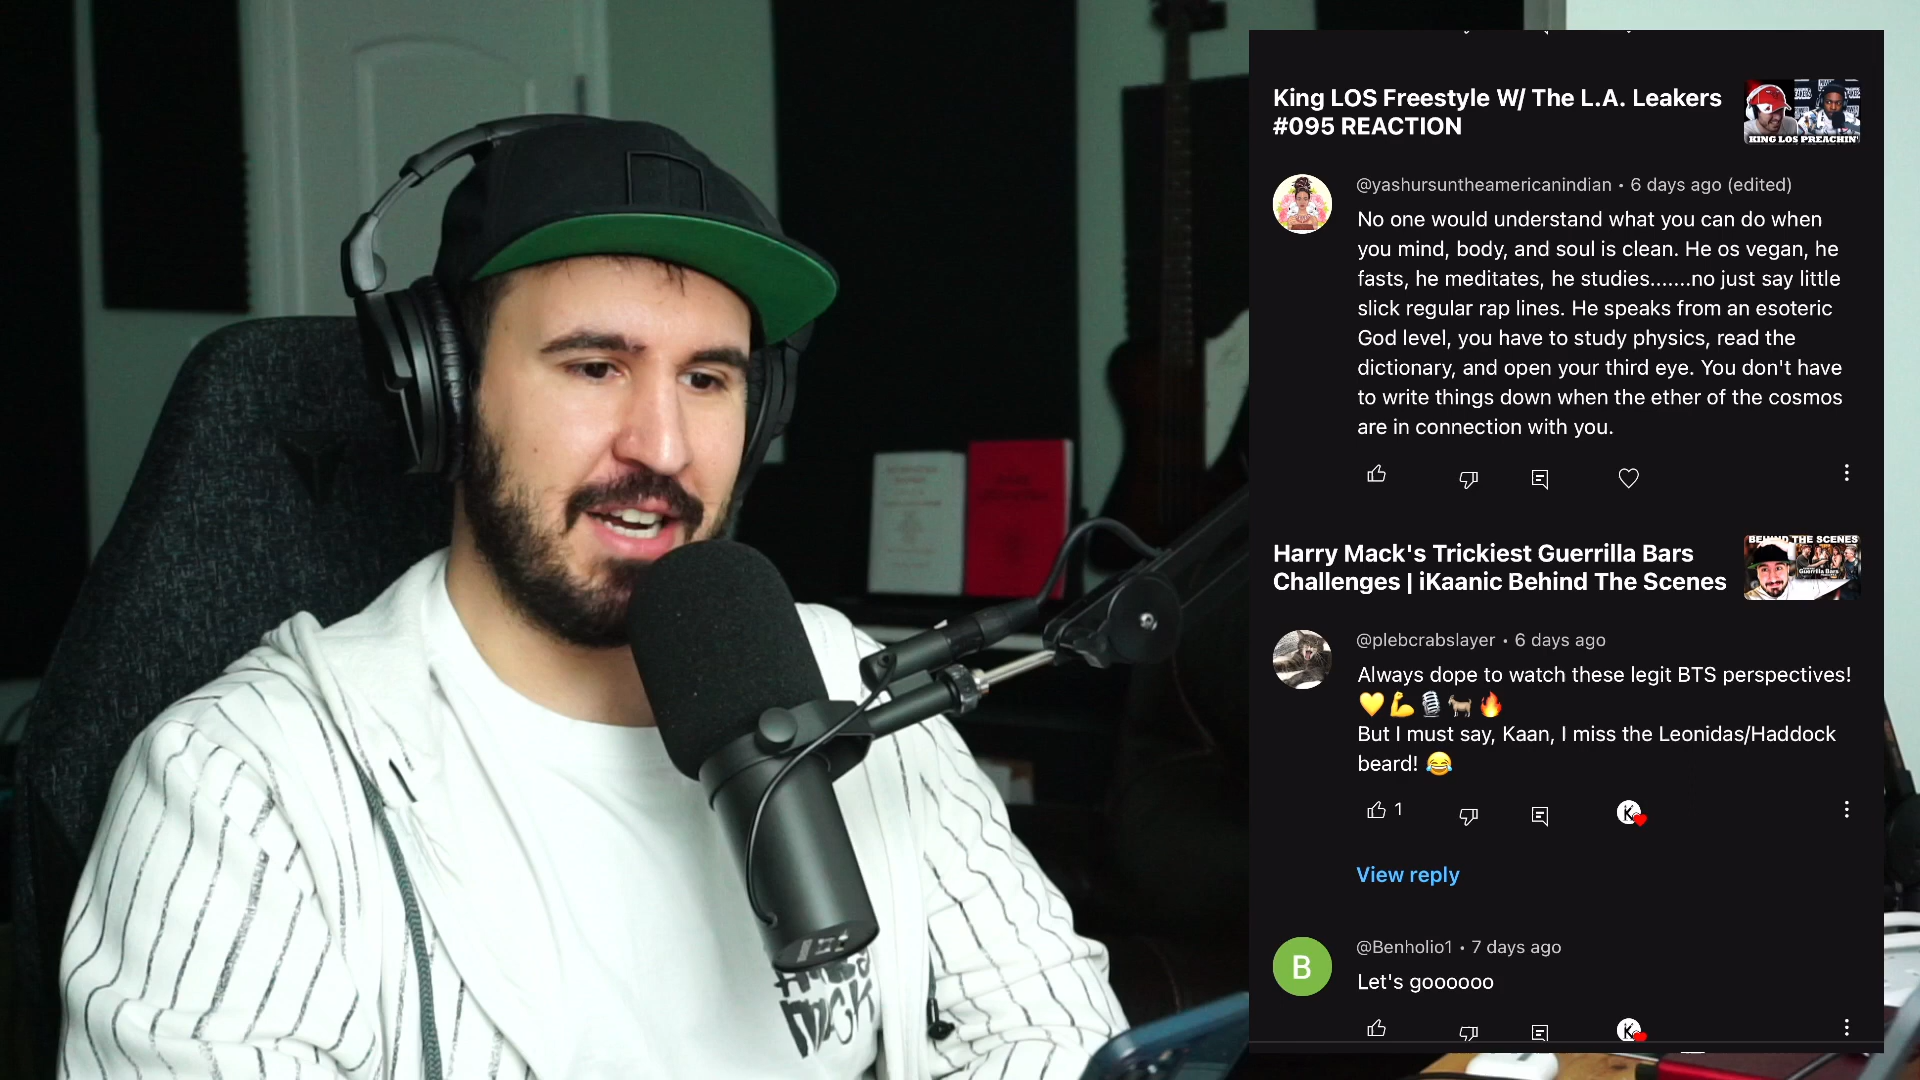 King LOS Freestyle W/ The L.A. Leakers
#095 REACTION
KING LOS PREACHIN'
@yashursuntheamericanindian • 6 days ago (edited)
No one would understand what you can do when
you mind, body, and soul is clean. He os vegan, he
fasts, he meditates, he studies.......no just say little
slick regular rap lines. He speaks from an esoteric
God level, you have to study physics, read the
dictionary, and open your third eye. You don't have
to write things down when the ether of the cosmos
are in connection with you.
Harry Mack's Trickiest Guerrilla Bars
Challenges | iKaanic Behind The Scenes
BEHIND THE SCENES
Guerrilla Bars
@plebcrabslayer • 6 days ago
Always dope to watch these legit BTS perspectives!
💛💪🎙🐐🔥
But I must say, Kaan, I miss the Leonidas/Haddock
beard! 😂
1
K
View reply
B
@Benholio1 • 7 days ago
Let's goooooo
K
HARRY
MACK